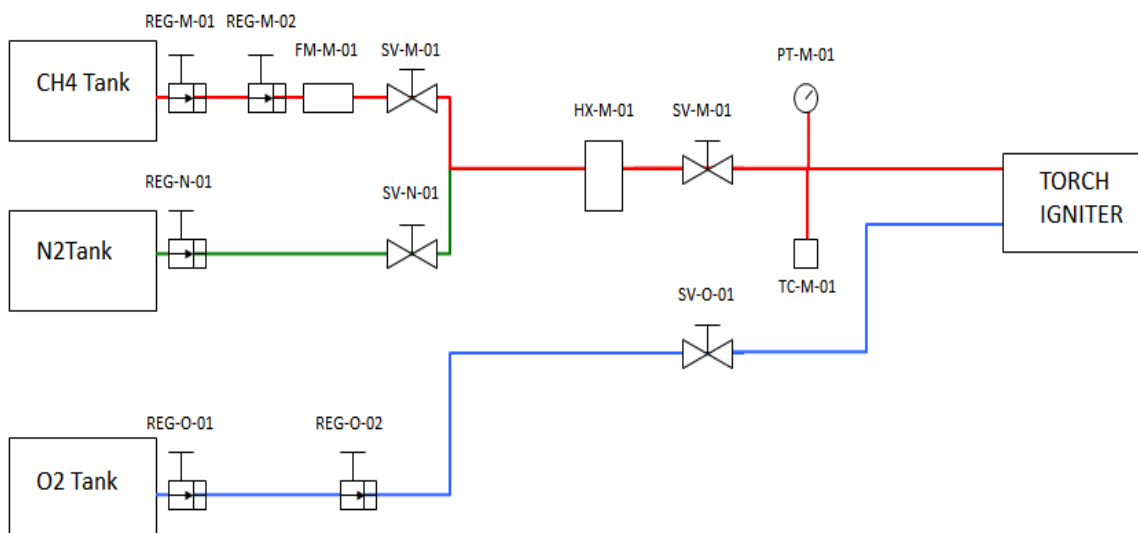 REG-M-01
REG-M-02
FM-M-01
SV-M-01
PT-M-01
CH4 Tank
HX-M-01
SV-M-01
REG-N-01
SV-N-01
TORCH
IGNITER
N2Tank
TC-M-01
SV-O-01
REG-O-01
REG-O-02
O2 Tank